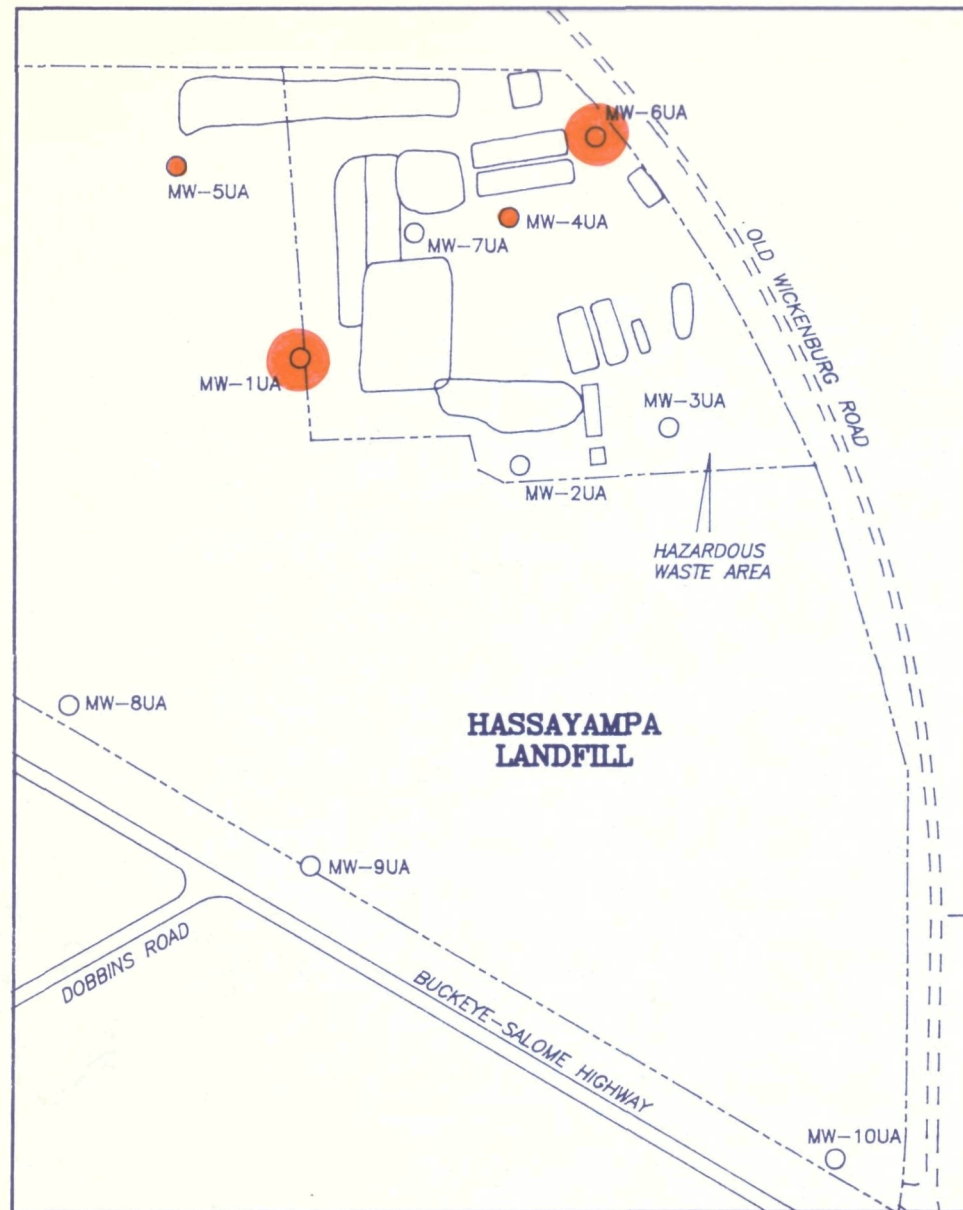 MW-6UA
MW-5UA
MW-4UA
MW-7UA
OLD WICKENBURG ROAD
MW-1UA
MW-3UA
MW-2UA
HAZARDOUS
WASTE AREA
MW-8UA
HASSAYAMPA
LANDFILL
MW-9UA
DOBBINS ROAD
BUCKEYE-SALOME HIGHWAY
MW-10UA